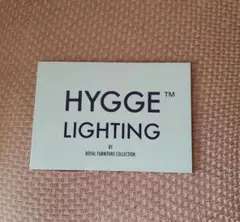 HYGGE™
LIGHTING
BY
ROYAL FURNITURE COLLECTION